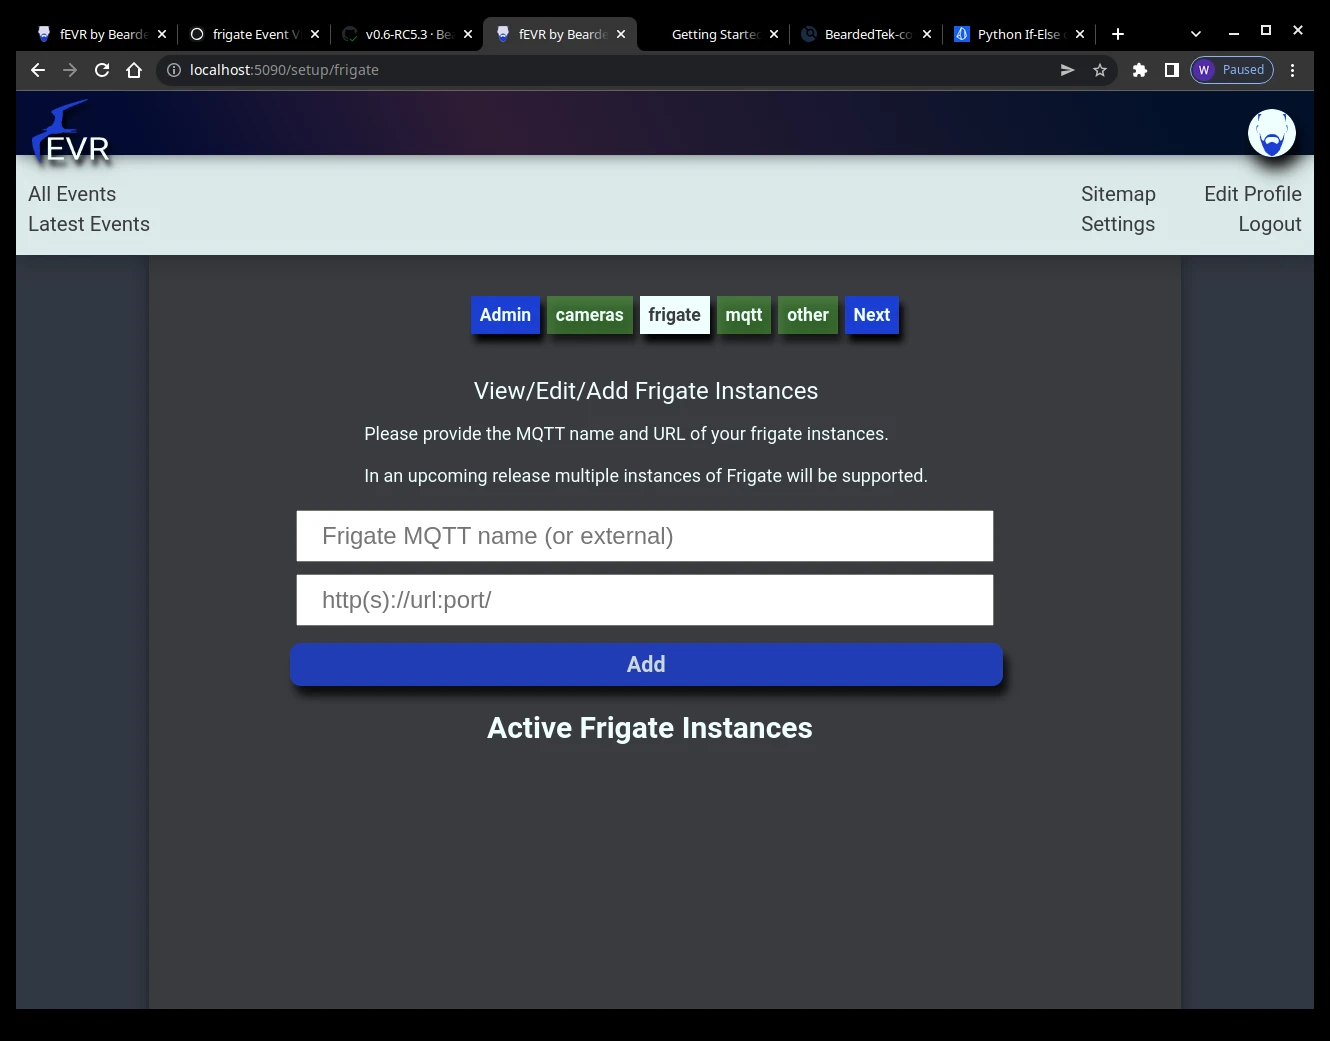 fEVR by Bearde
frigate Event V
v0.6-RC5.3 · Be
fEVR by Bearde
Getting Starte
BeardedTek-co
Python If-Else
localhost:5090/setup/frigate
W Paused
EVR
All Events
Latest Events
Sitemap
Settings
Edit Profile
Logout
Admin cameras frigate mqtt other Next
View/Edit/Add Frigate Instances
Please provide the MQTT name and URL of your frigate instances.
In an upcoming release multiple instances of Frigate will be supported.
Frigate MQTT name (or external)
http(s)://url:port/
Add
Active Frigate Instances